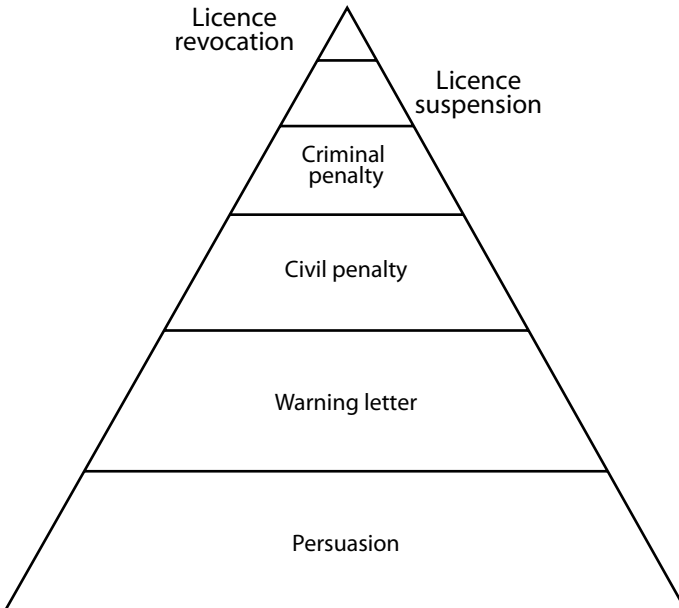 Licence
revocation
Licence
suspension
Criminal
penalty
Civil penalty
Warning letter
Persuasion